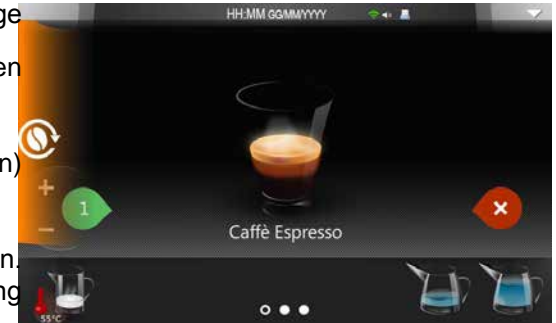 ge
HH:MM GG/MM/YYYY
en
n)
+
1
-
×
Caffè Espresso
n.
ng
55°C